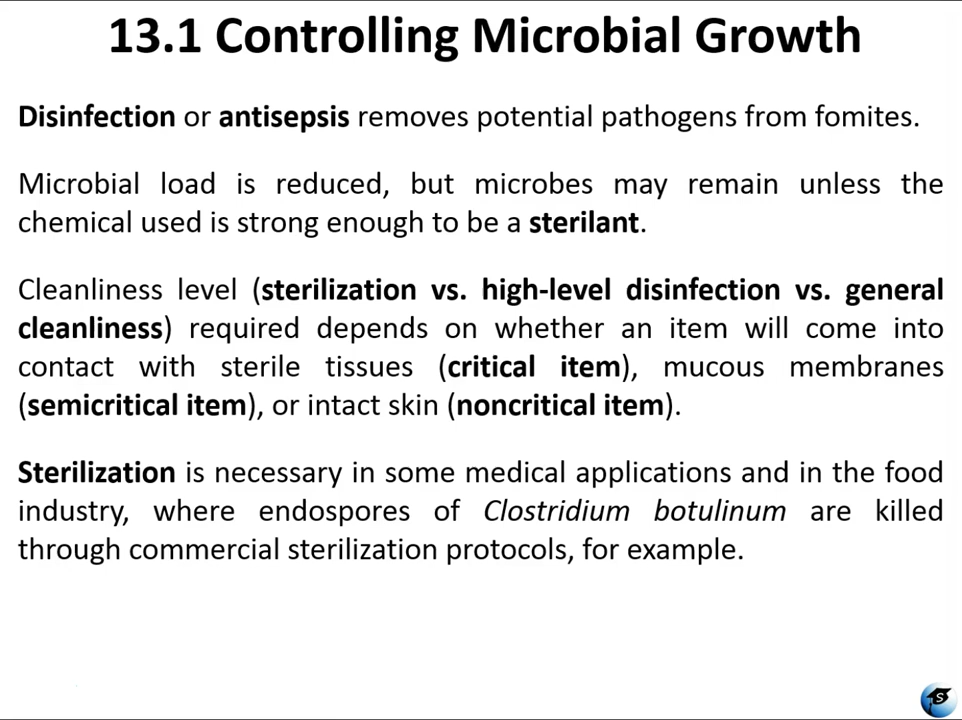 13.1 Controlling Microbial Growth
Disinfection or antisepsis removes potential pathogens from fomites.
Microbial load is reduced, but microbes may remain unless the
chemical used is strong enough to be a sterilant.
Cleanliness level (sterilization vs. high-level disinfection vs. general
cleanliness) required depends on whether an item will come into
contact with sterile tissues (critical item), mucous membranes
(semicritical item), or intact skin (noncritical item).
Sterilization is necessary in some medical applications and in the food
industry, where endospores of Clostridium botulinum are killed
through commercial sterilization protocols, for example.
S